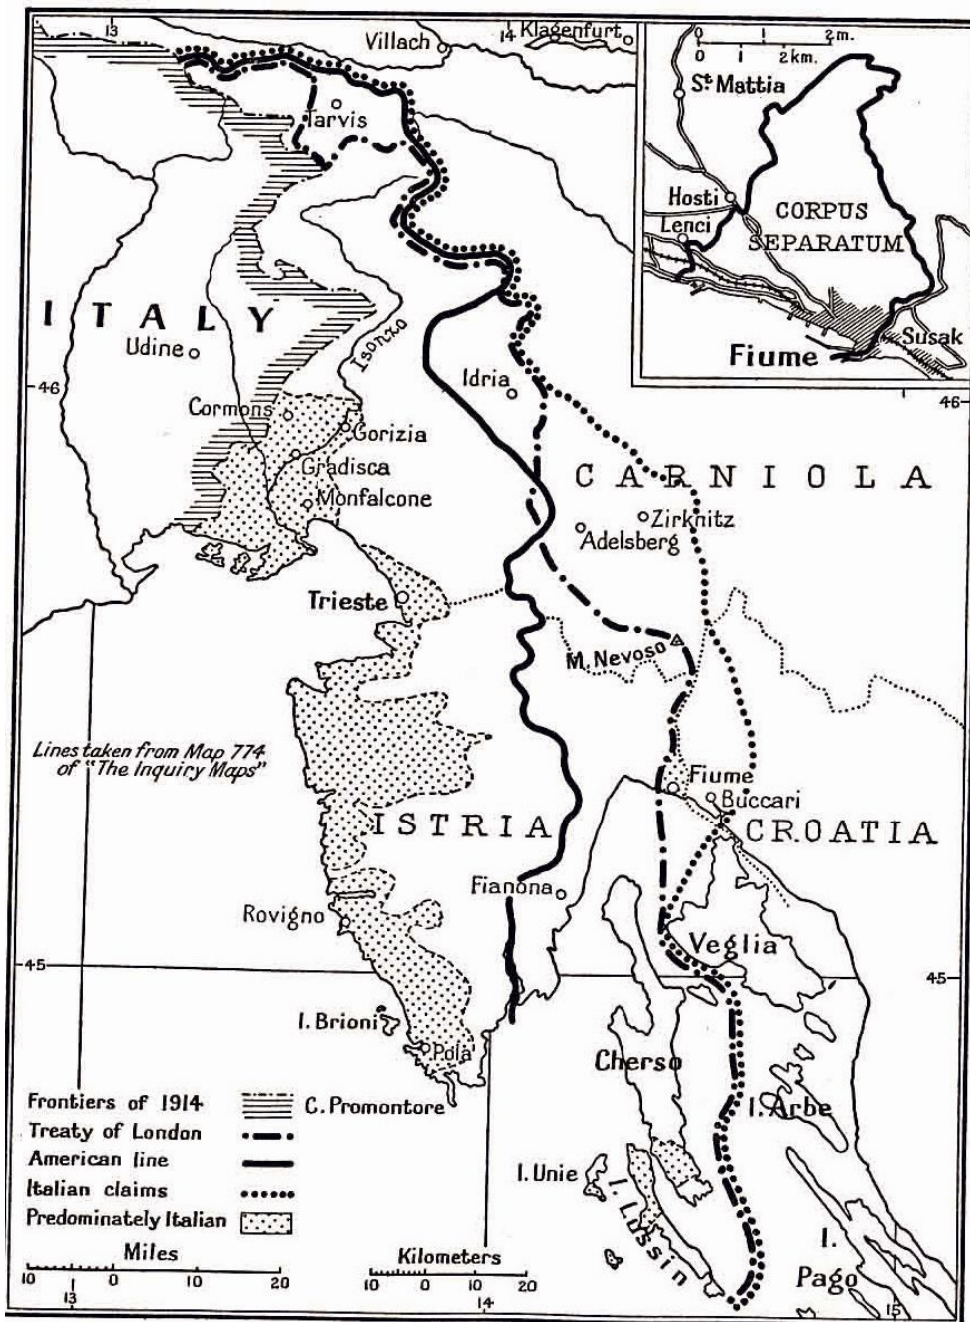 13
Villach
14
Klagenfurt
Tarvis
0 1 2 m.
0 1 2 km.
St. Mattia
Hosti
Lenci
CORPUS
SEPARATUM
Susak
Fiume
ITALY
Udine
Isonzo
46
Idria
46
Cormons
Gorizia
Gradisca
Monfalcone
CARNIOLA
Zirknitz
Adelsberg
Trieste
M. Nevoso
Lines taken from Map 774
of "The Inquiry Maps"
Fiume
Buccari
ISTRIA
CROATIA
Fianona
Rovigno
Veglia
45
45
I. Brioni
Pola
Cherso
I. Arbe
C. Promontore
Frontiers of 1914
Treaty of London
American line
Italian claims
Predominately Italian
I. Unie
I. Lussin
I.
Pago
Miles
10 0 10 20
Kilometers
10 0 10 20
13
14
15